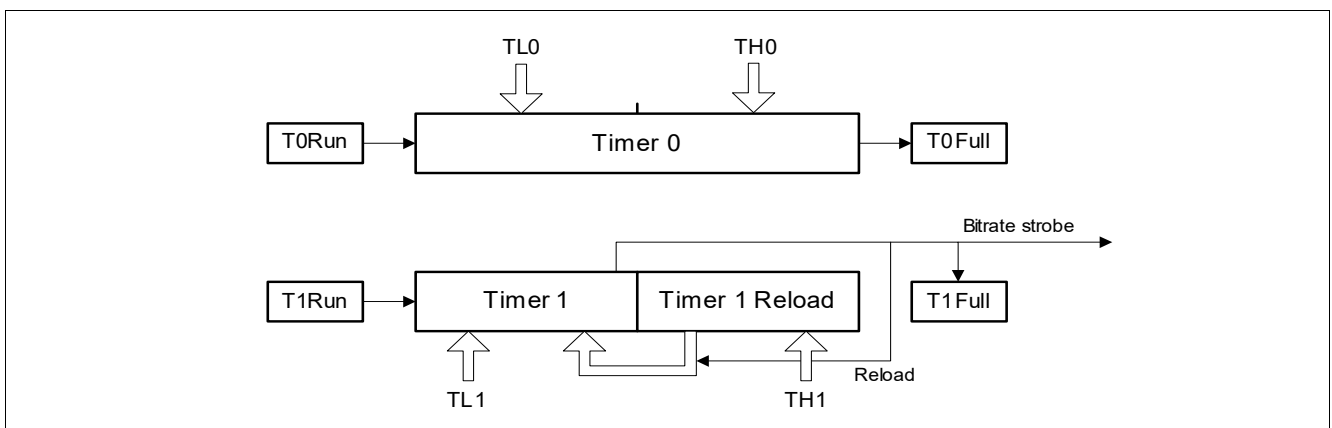 TL0 TH0
T0Run Timer 0 T0Full
Bitrate strobe
T1Run Timer 1 Timer 1 Reload T1Full
Reload
TL1 TH1